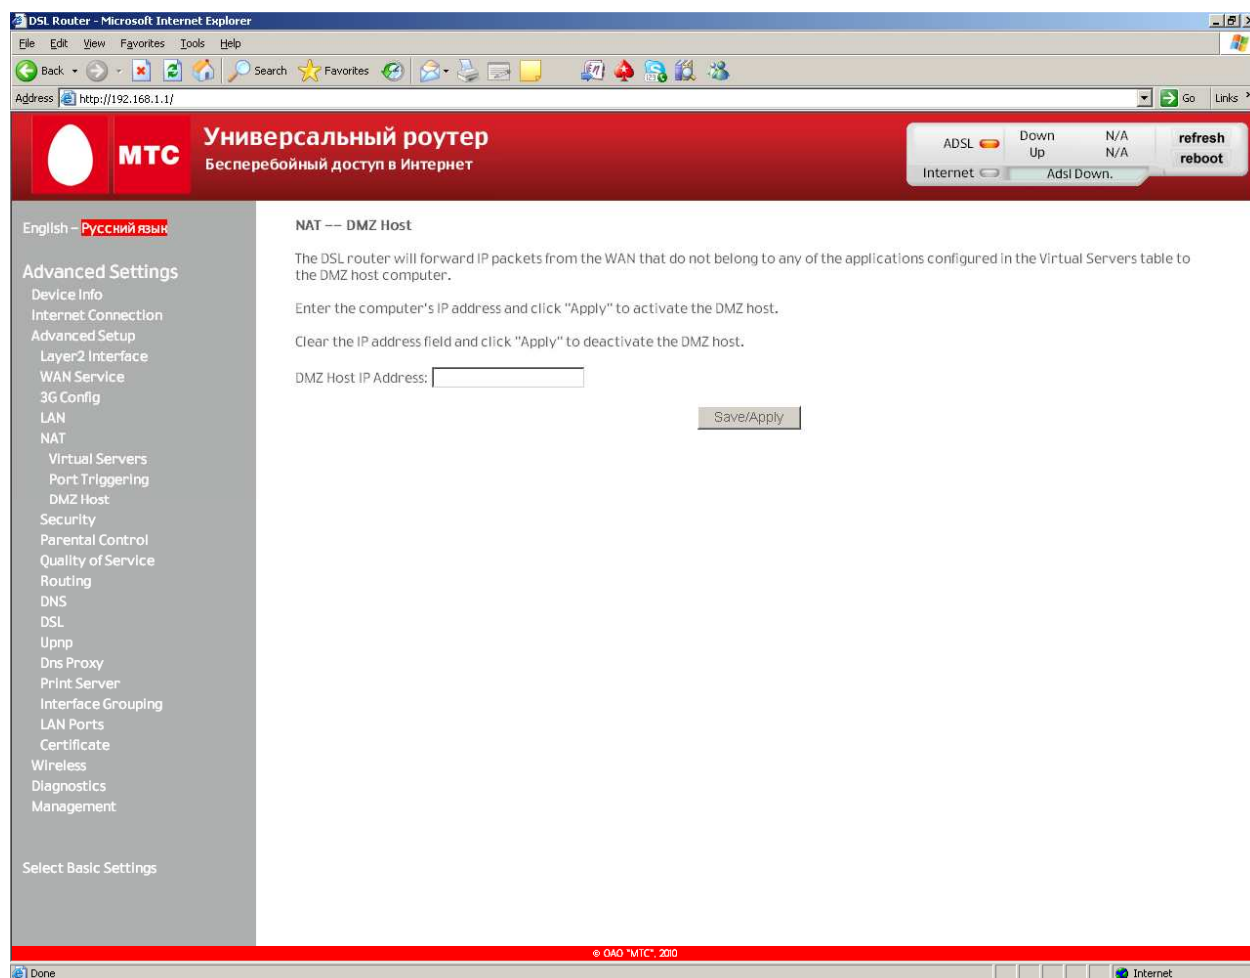 DSL Router - Microsoft Internet Explorer
File Edit View Favorites Tools Help
Back Search Favorites
Address http://192.168.1.1/ Go Links »
МТС
Универсальный роутер
Бесперебойный доступ в Интернет
ADSL Down N/A refresh
Up N/A reboot
Internet Adsl Down.
English – Русский язык
Advanced Settings
Device Info
Internet Connection
Advanced Setup
Layer2 Interface
WAN Service
3G Config
LAN
NAT
Virtual Servers
Port Triggering
DMZ Host
Security
Parental Control
Quality of Service
Routing
DNS
DSL
Upnp
Dns Proxy
Print Server
Interface Grouping
LAN Ports
Certificate
Wireless
Diagnostics
Management
Select Basic Settings
NAT -- DMZ Host
The DSL router will forward IP packets from the WAN that do not belong to any of the applications configured in the Virtual Servers table to
the DMZ host computer.
Enter the computer's IP address and click "Apply" to activate the DMZ host.
Clear the IP address field and click "Apply" to deactivate the DMZ host.
DMZ Host IP Address:
Save/Apply
© ОАО "МТС", 2010
Done Internet